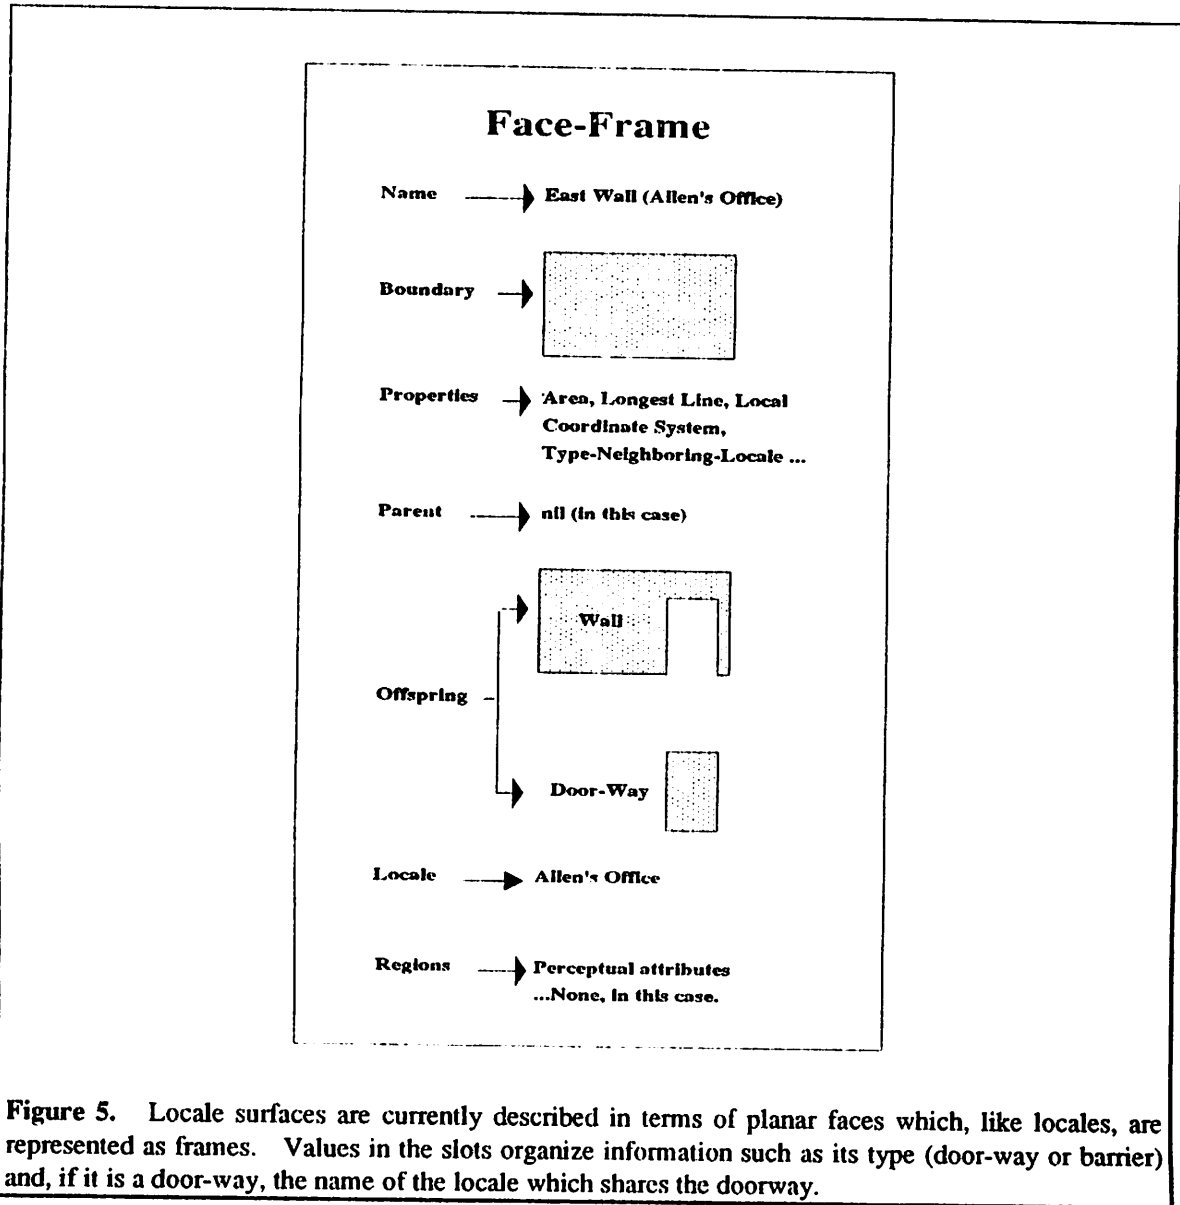 Face-Frame
Name East Wall (Allen's Office)
Boundary
Properties Area, Longest Line, Local
Coordinate System,
Type-Neighboring-Locale ...
Parent nil (in this case)
Wall
Offspring
Door-Way
Locale Allen's Office
Regions Perceptual attributes
...None, in this case.
Figure 5. Locale surfaces are currently described in terms of planar faces which, like locales, are
represented as frames. Values in the slots organize information such as its type (door-way or barrier)
and, if it is a door-way, the name of the locale which shares the doorway.